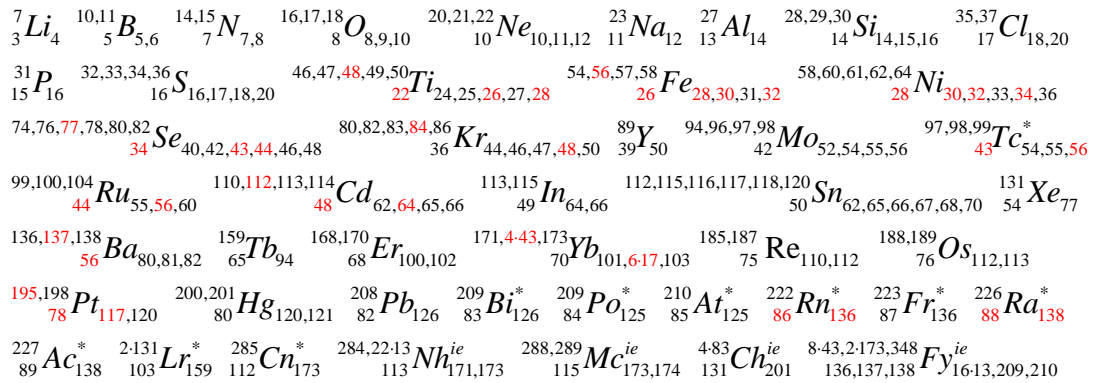 ⁷₃Li₄ ¹⁰,¹¹₅B₅,₆ ¹⁴,¹⁵₇N₇,₈ ¹⁶,¹⁷,¹⁸₈O₈,₉,₁₀ ²⁰,²¹,²²₁₀Ne₁₀,₁₁,₁₂ ²³₁₁Na₁₂ ²⁷₁₃Al₁₄ ²⁸,²⁹,³⁰₁₄Si₁₄,₁₅,₁₆ ³⁵,³⁷₁₇Cl₁₈,₂₀
³¹₁₅P₁₆ ³²,³³,³⁴,³⁶₁₆S₁₆,₁₇,₁₈,₂₀ ⁴⁶,⁴⁷,⁴⁸,⁴⁹,⁵⁰₂₂Ti₂₄,₂₅,₂₆,₂₇,₂₈ ⁵⁴,⁵⁶,⁵⁷,⁵⁸₂₆Fe₂₈,₃₀,₃₁,₃₂ ⁵⁸,⁶⁰,⁶¹,⁶²,⁶⁴₂₈Ni₃₀,₃₂,₃₃,₃₄,₃₆
⁷⁴,⁷⁶,⁷⁷,⁷⁸,⁸⁰,⁸²₃₄Se₄₀,₄₂,₄₃,₄₄,₄₆,₄₈ ⁸⁰,⁸²,⁸³,⁸⁴,⁸⁶₃₆Kr₄₄,₄₆,₄₇,₄₈,₅₀ ⁸⁹₃₉Y₅₀ ⁹⁴,⁹⁶,⁹⁷,⁹⁸₄₂Mo₅₂,₅₄,₅₅,₅₆ ⁹⁷,⁹⁸,⁹⁹₄₃Tc*₅₄,₅₅,₅₆
⁹⁹,¹⁰⁰,¹⁰⁴₄₄Ru₅₅,₅₆,₆₀ ¹¹⁰,¹¹²,¹¹³,¹¹⁴₄₈Cd₆₂,₆₄,₆₅,₆₆ ¹¹³,¹¹⁵₄₉In₆₄,₆₆ ¹¹²,¹¹⁵,¹¹⁶,¹¹⁷,¹¹⁸,¹²⁰₅₀Sn₆₂,₆₅,₆₆,₆₇,₆₈,₇₀ ¹³¹₅₄Xe₇₇
¹³⁶,¹³⁷,¹³⁸₅₆Ba₈₀,₈₁,₈₂ ¹⁵⁹₆₅Tb₉₄ ¹⁶⁸,¹⁷⁰₆₈Er₁₀₀,₁₀₂ ¹⁷¹,⁴·⁴³,¹⁷³₇₀Yb₁₀₁,₆·₁₇,₁₀₃ ¹⁸⁵,¹⁸⁷₇₅Re₁₁₀,₁₁₂ ¹⁸⁸,¹⁸⁹₇₆Os₁₁₂,₁₁₃
¹⁹⁵,¹⁹⁸₇₈Pt₁₁₇,₁₂₀ ²⁰⁰,²⁰¹₈₀Hg₁₂₀,₁₂₁ ²⁰⁸₈₂Pb₁₂₆ ²⁰⁹₈₃Bi*₁₂₆ ²⁰⁹₈₄Po*₁₂₅ ²¹⁰₈₅At*₁₂₅ ²²²₈₆Rn*₁₃₆ ²²³₈₇Fr*₁₃₆ ²²⁶₈₈Ra*₁₃₈
²²⁷₈₉Ac*₁₃₈ ²·¹³¹₁₀₃Lr*₁₅₉ ²⁸⁵₁₁₂Cn*₁₇₃ ²⁸⁴,²²·¹³₁₁₃Nhⁱᵉ₁₇₁,₁₇₃ ²⁸⁸,²⁸⁹₁₁₅Mcⁱᵉ₁₇₃,₁₇₄ ⁴·⁸³₁₃₁Chⁱᵉ₂₀₁ ⁸·⁴³,²·¹⁷³,³⁴⁸₁₃₆,₁₃₇,₁₃₈Fyⁱᵉ₁₆·₁₃,₂₀₉,₂₁₀